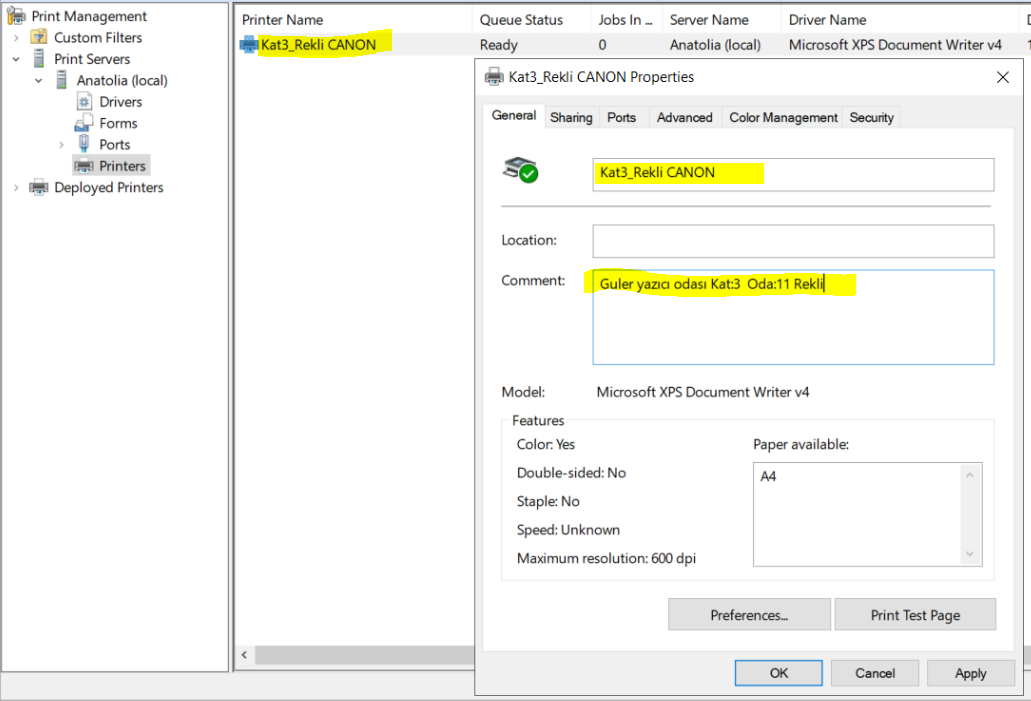 Print Management
Custom Filters
Print Servers
Anatolia (local)
Drivers
Forms
Ports
Printers
Deployed Printers
Printer Name Queue Status Jobs In ... Server Name Driver Name
Kat3_Rekli CANON Ready 0 Anatolia (local) Microsoft XPS Document Writer v4
Kat3_Rekli CANON Properties
General Sharing Ports Advanced Color Management Security
Kat3_Rekli CANON
Location:
Comment: Guler yazıcı odası Kat:3 Oda:11 Rekli
Model: Microsoft XPS Document Writer v4
Features
Color: Yes Paper available:
Double-sided: No A4
Staple: No
Speed: Unknown
Maximum resolution: 600 dpi
Preferences... Print Test Page
OK Cancel Apply